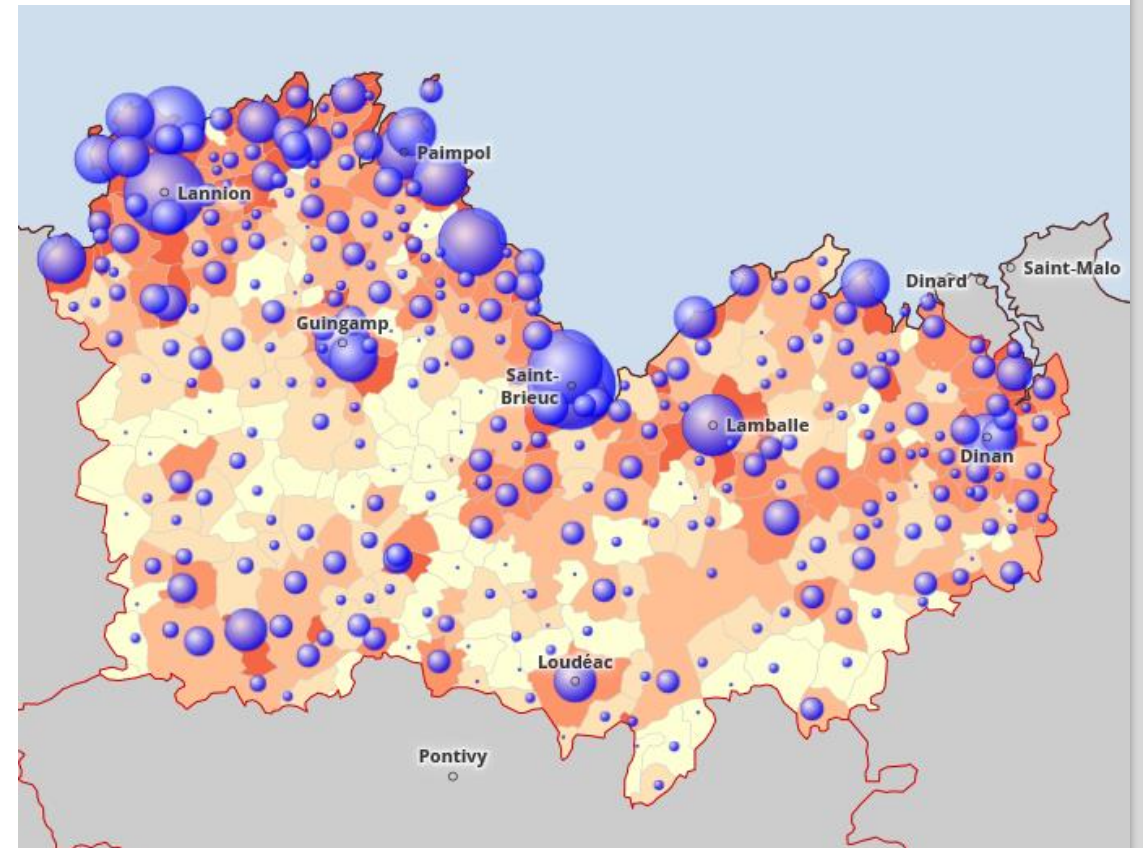 Paimpol
Lannion
Saint-Malo
Dinard
Guingamp
Saint-
Brieuc
Lamballe
Dinan
Loudéac
Pontivy